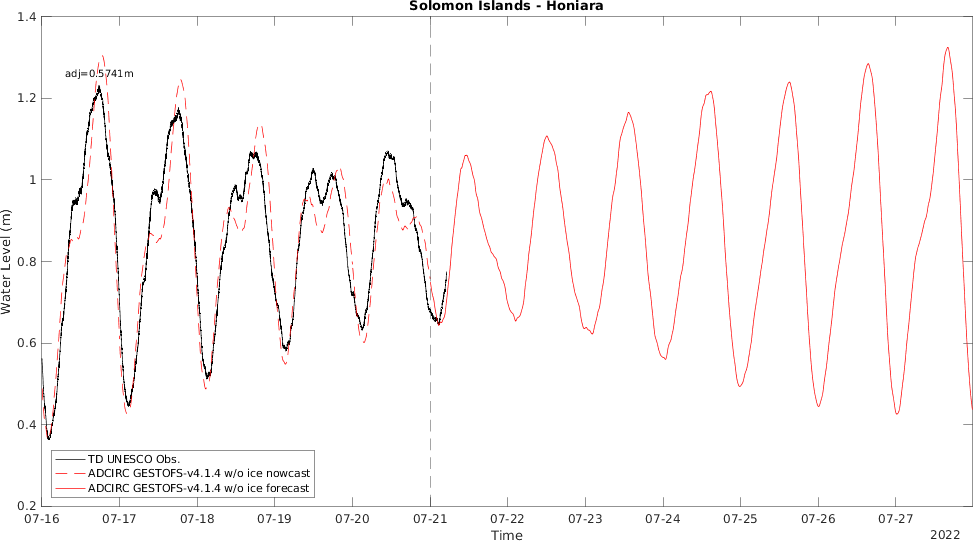 Solomon Islands - Honiara
1.4
1.2
1
0.8
0.6
0.4
0.2
Water Level (m)
adj=0.5741m
TD UNESCO Obs.
ADCIRC GESTOFS-v4.1.4 w/o ice nowcast
ADCIRC GESTOFS-v4.1.4 w/o ice forecast
07-16 07-17 07-18 07-19 07-20 07-21 07-22 07-23 07-24 07-25 07-26 07-27
Time
2022